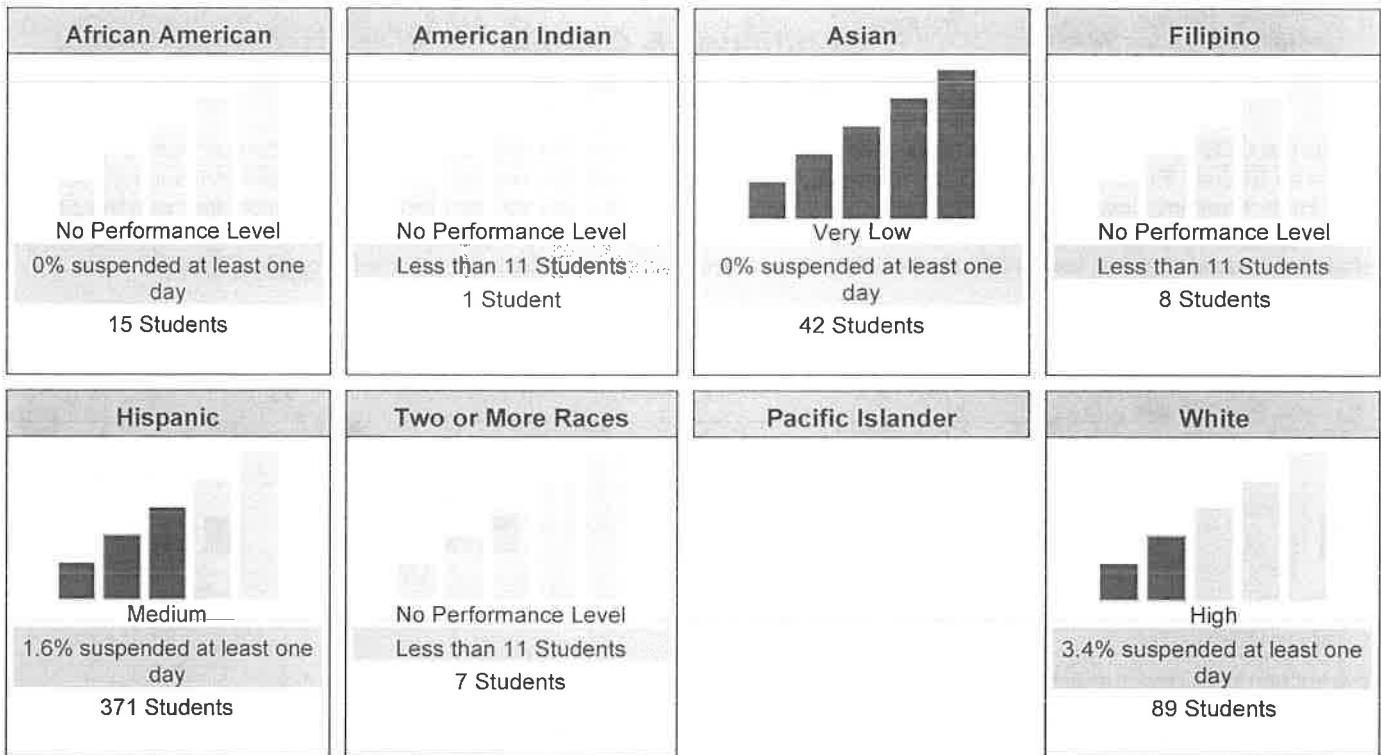 African American
No Performance Level
0% suspended at least one
day
15 Students
American Indian
No Performance Level
Less than 11 Students
1 Student
Asian
Very Low
0% suspended at least one
day
42 Students
Filipino
No Performance Level
Less than 11 Students
8 Students
Hispanic
Medium
1.6% suspended at least one
day
371 Students
Two or More Races
No Performance Level
Less than 11 Students
7 Students
Pacific Islander
White
High
3.4% suspended at least one
day
89 Students